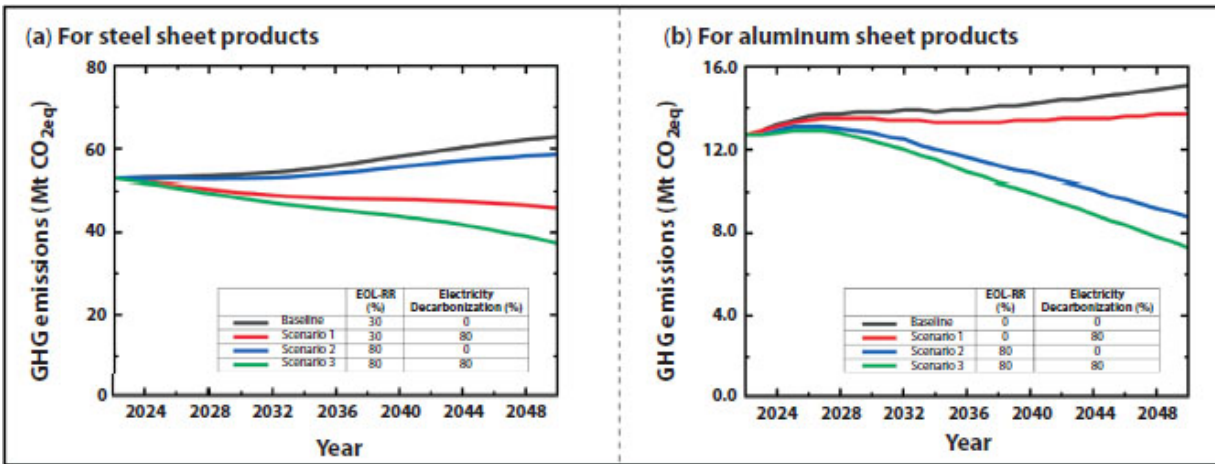 (a) For steel sheet products
80
60
40
20
0
GHG emissions (Mt CO2eq)
2024 2028 2032 2036 2040 2044 2048
Year
EOL-RR (%) Electricity Decarbonization (%)
Baseline 30 0
Scenario 1 30 80
Scenario 2 80 0
Scenario 3 80 80
(b) For aluminum sheet products
16.0
12.0
8.0
4.0
0.0
GHG emissions (Mt CO2eq)
2024 2028 2032 2036 2040 2044 2048
Year
EOL-RR (%) Electricity Decarbonization (%)
Baseline 0 0
Scenario 1 0 80
Scenario 2 80 0
Scenario 3 80 80